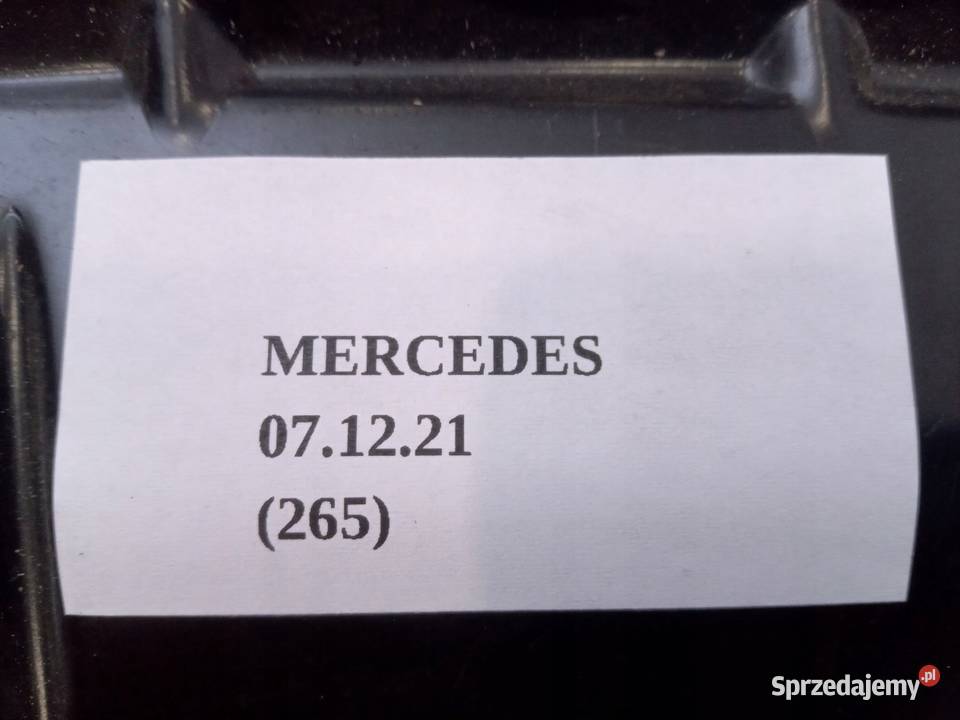 MERCEDES
07.12.21
(265)
Sprzedajemy.pl